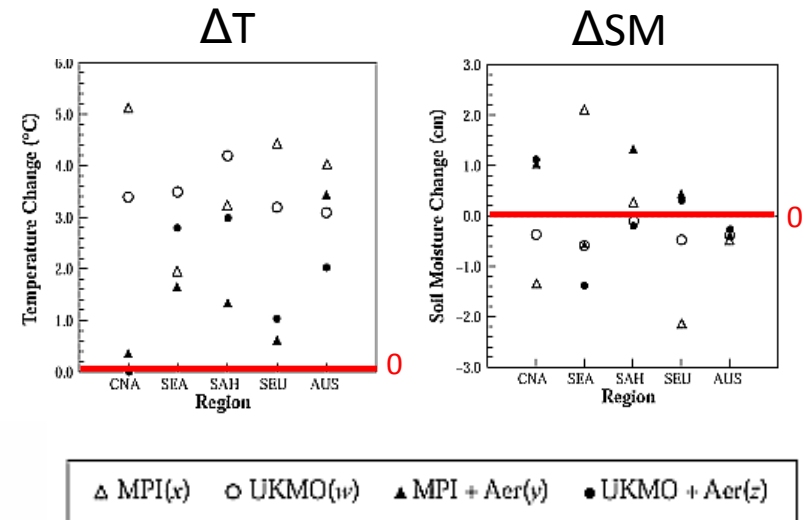 ΔT
ΔSM
Temperature Change (°C)
6.0
5.0
4.0
3.0
2.0
1.0
0.0
0
CNA SEA SAH SEU AUS
Region
Soil Moisture Change (cm)
3.0
2.0
1.0
0.0
-1.0
-2.0
-3.0
0
CNA SEA SAH SEU AUS
Region
△ MPI(x) ○ UKMO(w) ▲ MPI + Aer(y) ● UKMO + Aer(z)